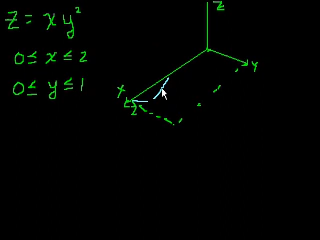 z = xy²
0 ≤ x ≤ 2
0 ≤ y ≤ 1
z
y
x
2